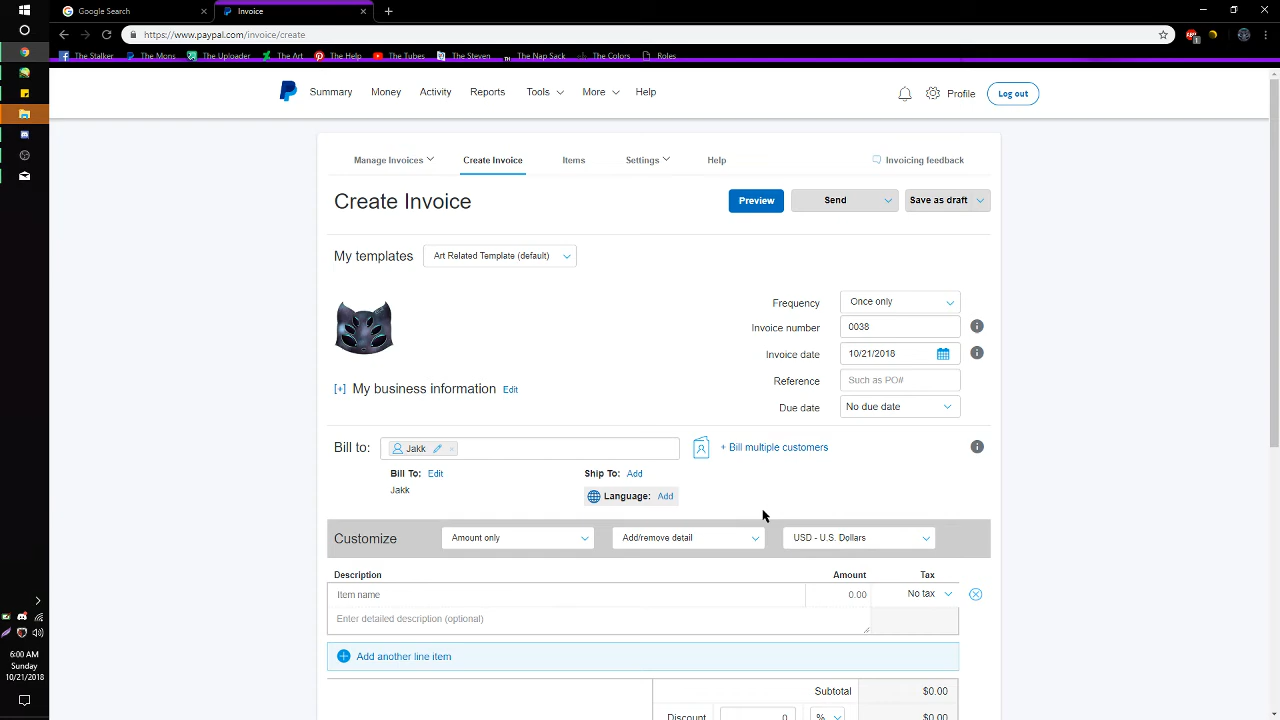 Google Search
Invoice
https://www.paypal.com/invoice/create
The Stalker The Mons The Uploader The Art The Help The Tubes The Steven The Nap Sack The Colors Roles
Summary Money Activity Reports Tools More Help Profile Log out
Manage Invoices Create Invoice Items Settings Help Invoicing feedback
Create Invoice Preview Send Save as draft
My templates Art Related Template (default)
Frequency Once only
Invoice number 0038
Invoice date 10/21/2018
Reference Such as PO#
[+] My business information Edit
Due date No due date
Bill to: Jakk + Bill multiple customers
Bill To: Edit Ship To: Add
Jakk Language: Add
Customize Amount only Add/remove detail USD - U.S. Dollars
Description Amount Tax
Item name 0.00 No tax
Enter detailed description (optional)
Add another line item
Subtotal $0.00
Discount 0 % $0.00
6:00 AM
Sunday
10/21/2018